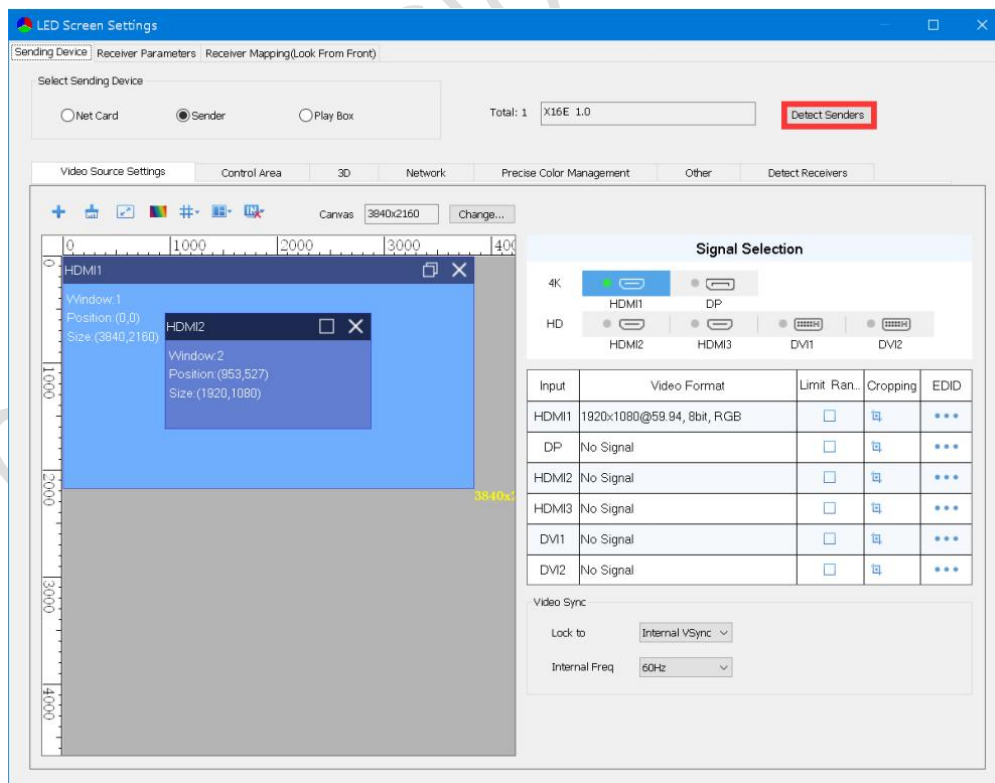 LED Screen Settings
Sending Device Receiver Parameters Receiver Mapping(Look From Front)
Select Sending Device
Net Card Sender Play Box
Total: 1 X16E 1.0 Detect Senders
Video Source Settings Control Area 3D Network Precise Color Management Other Detect Receivers
Canvas 3840x2160 Change...
0 1000 2000 3000 400
0
1000
2000
3000
4000
HDMI1
Window:1
Position:(0,0)
Size:(3840,2160)
HDMI2
Window:2
Position:(953,527)
Size:(1920,1080)
3840x2
Signal Selection
4K
HDMI1 DP
HD
HDMI2 HDMI3 DVI1 DVI2
Input Video Format Limit Ran... Cropping EDID
HDMI1 1920x1080@59.94, 8bit, RGB
DP No Signal
HDMI2 No Signal
HDMI3 No Signal
DVI1 No Signal
DVI2 No Signal
Video Sync
Lock to Internal VSync
Internal Freq 60Hz